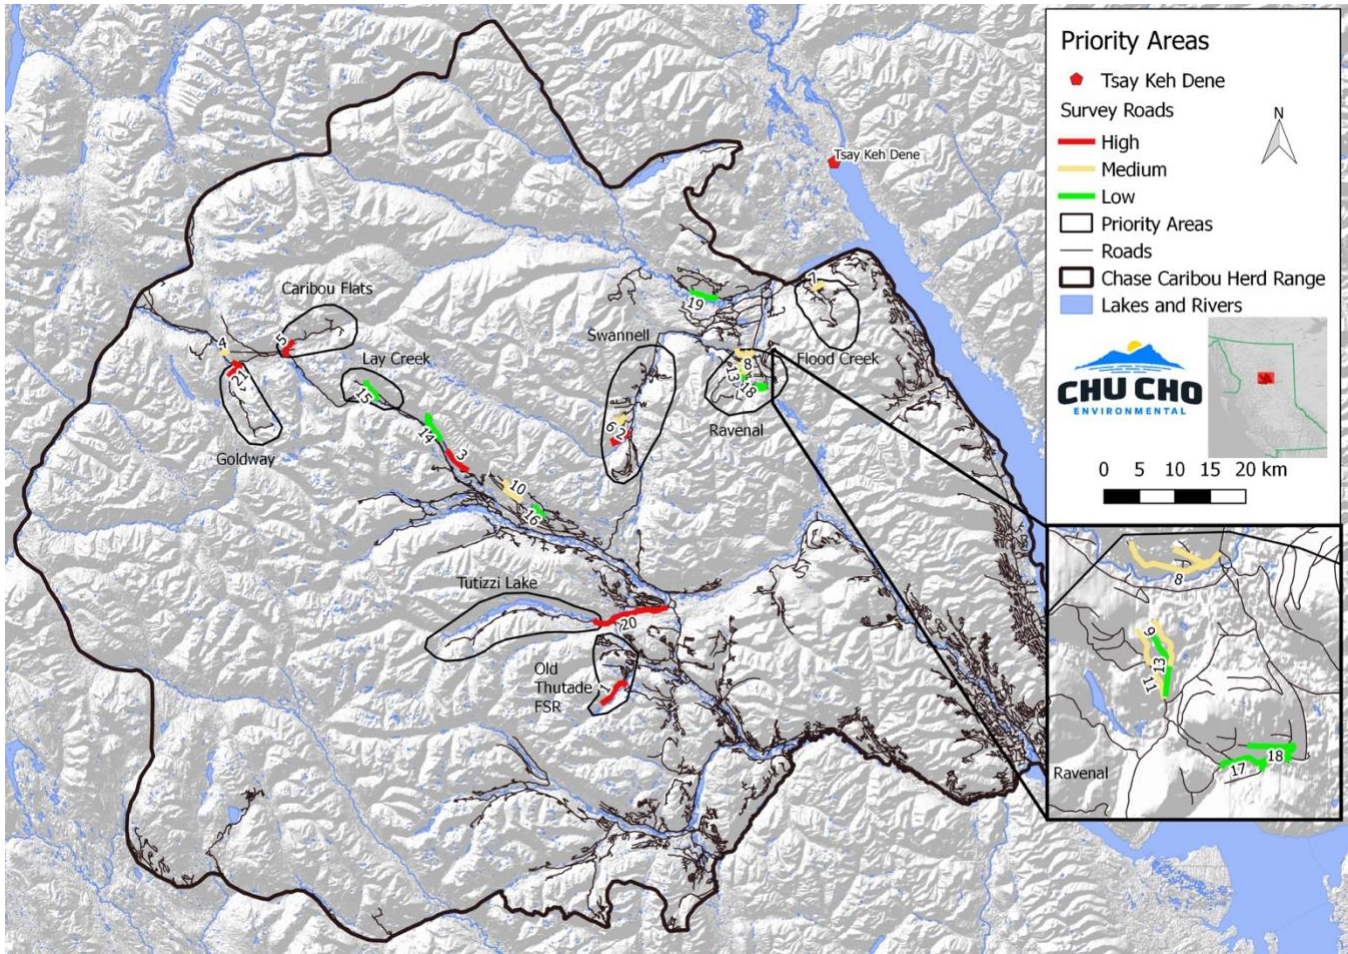 Priority Areas
Tsay Keh Dene
Survey Roads
High
Medium
Low
Priority Areas
Roads
Chase Caribou Herd Range
Lakes and Rivers
N
CHU CHO
ENVIRONMENTAL
0 5 10 15 20 km
Tsay Keh Dene
Caribou Flats
Lay Creek
Goldway
Swannell
Flood Creek
Ravenal
Tutizzi Lake
Old
Thutade
FSR
4
5
21
15
14
3
10
16
6
2
19
7
8
13
18
20
1
8
9
13
11
17
18
Ravenal